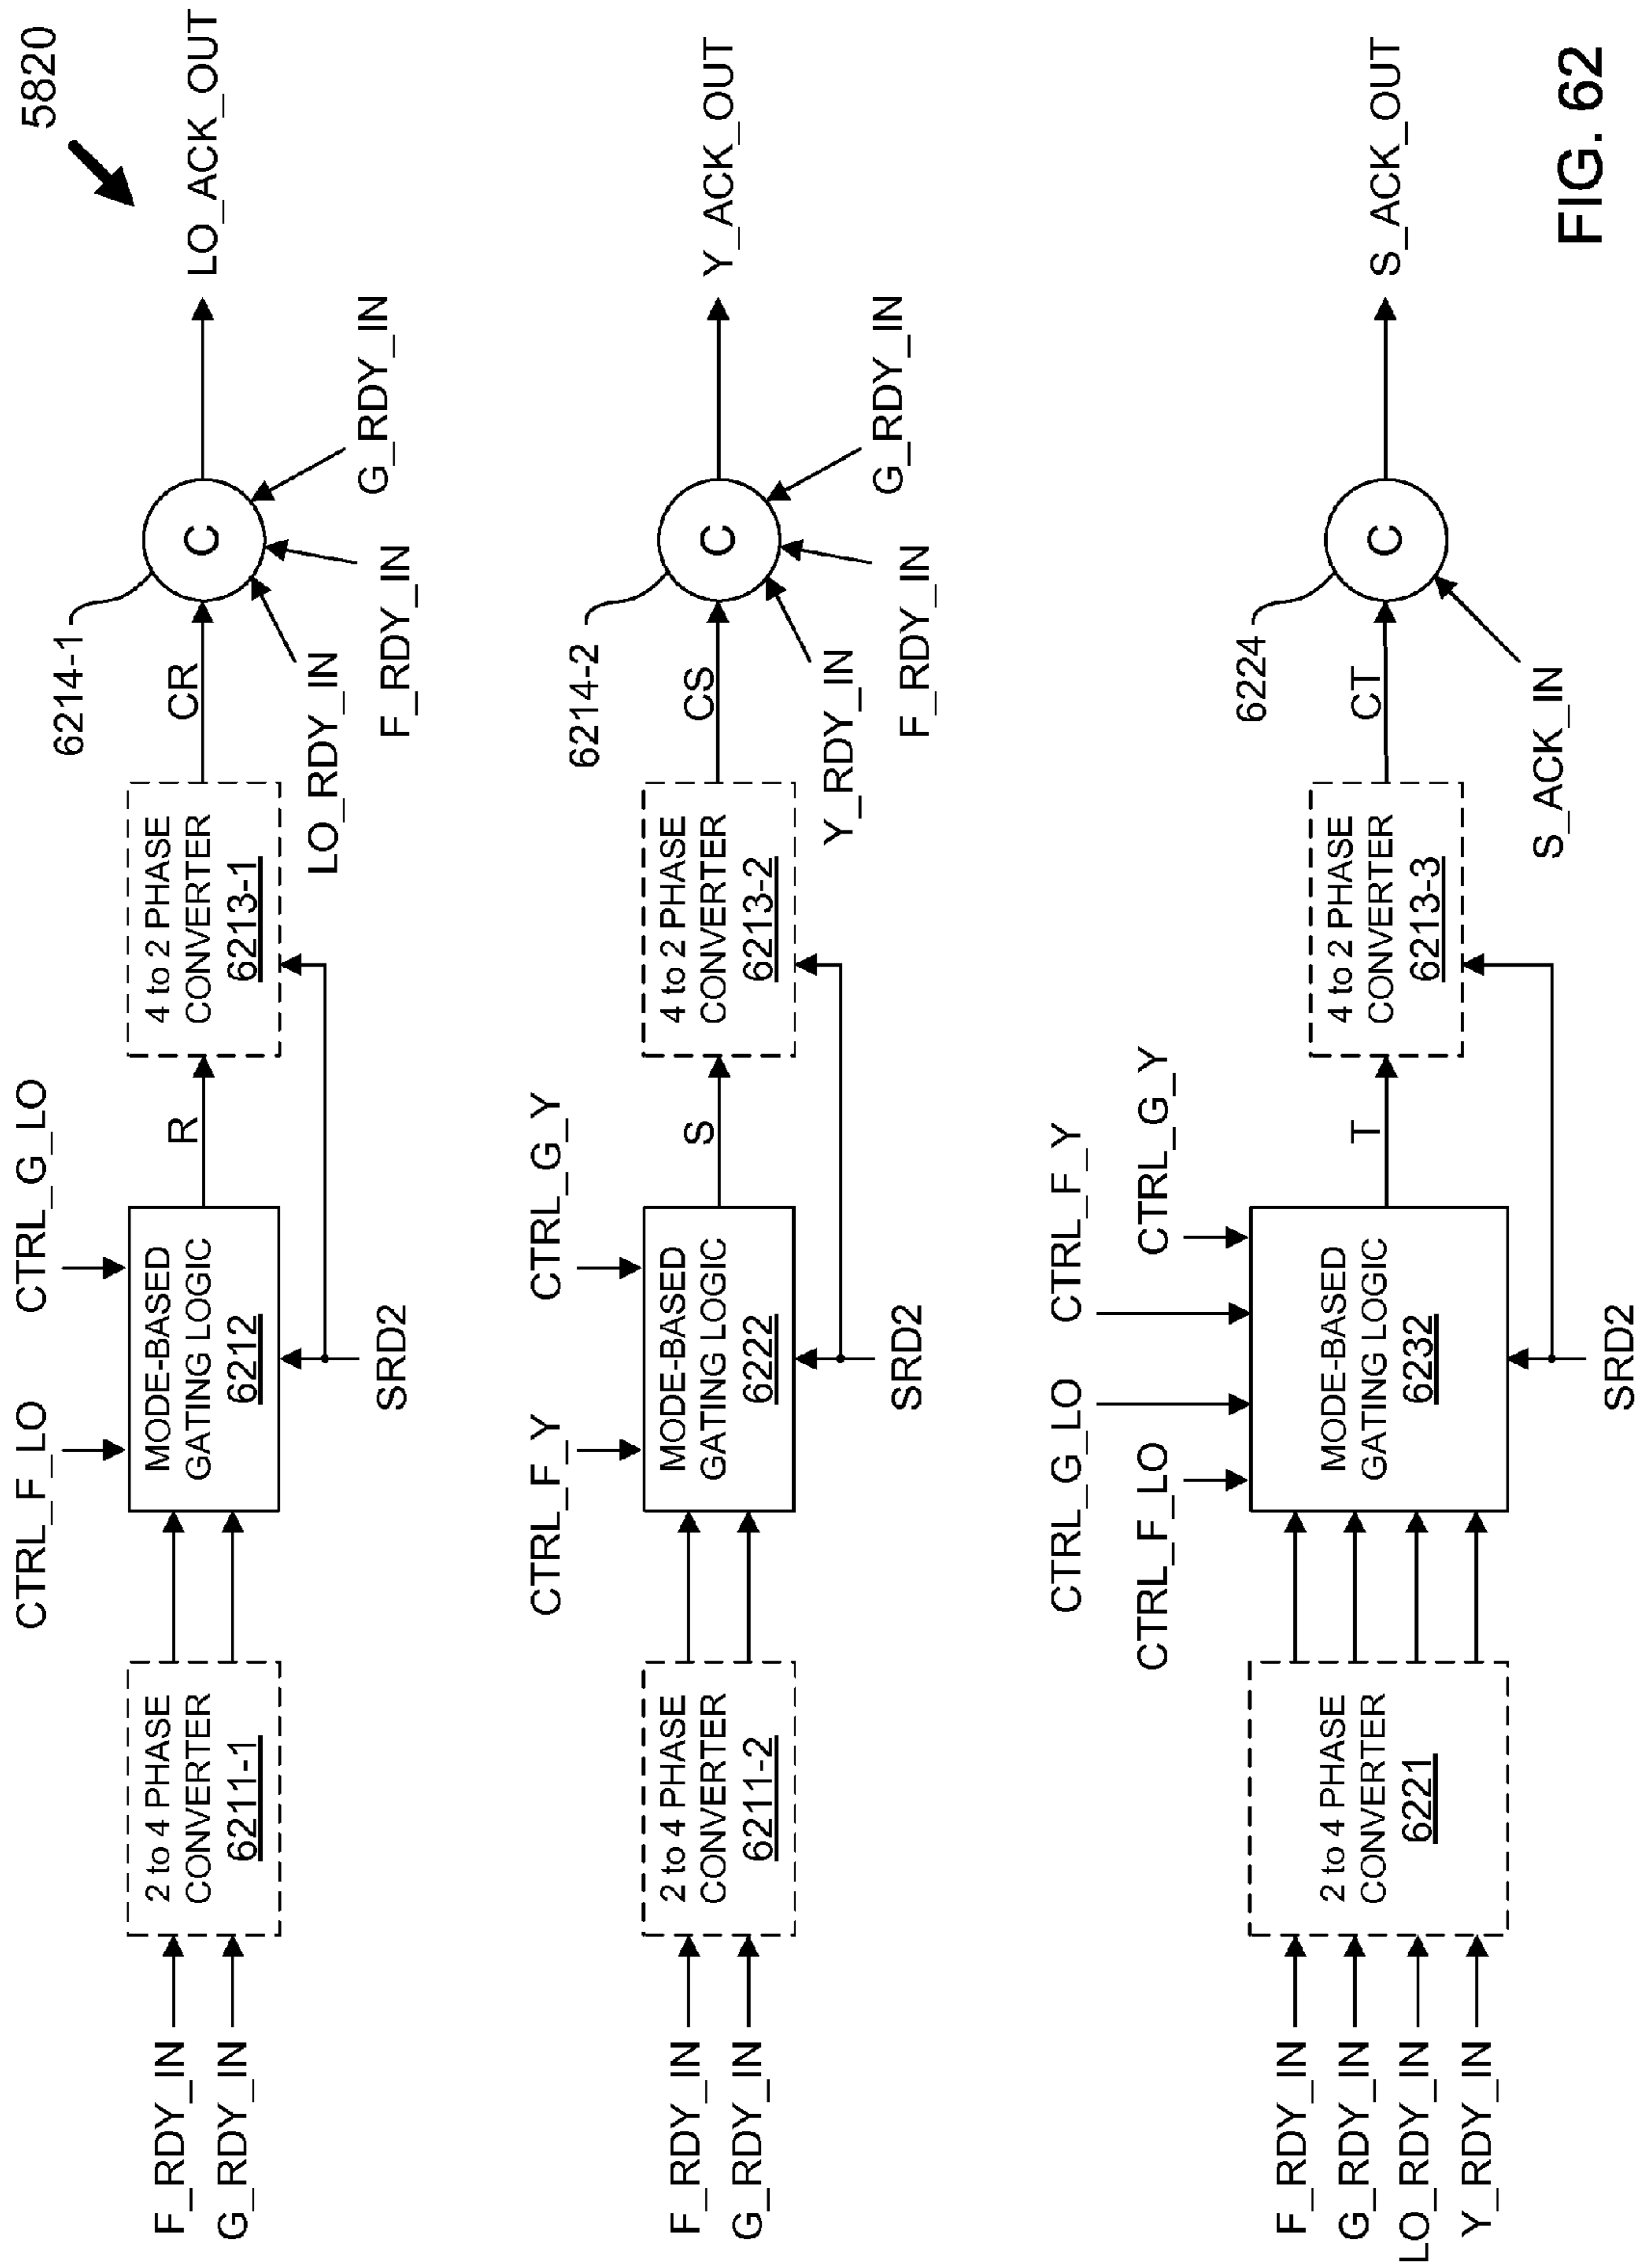 5820
F_RDY_IN
G_RDY_IN
2 to 4 PHASE
CONVERTER
6211-1
CTRL_F_LO
CTRL_G_LO
MODE-BASED
GATING LOGIC
6212
SRD2
R
4 to 2 PHASE
CONVERTER
6213-1
CR
6214-1
C
LO_RDY_IN
F_RDY_IN
G_RDY_IN
LO_ACK_OUT
F_RDY_IN
G_RDY_IN
2 to 4 PHASE
CONVERTER
6211-2
CTRL_F_Y
CTRL_G_Y
MODE-BASED
GATING LOGIC
6222
SRD2
S
4 to 2 PHASE
CONVERTER
6213-2
CS
6214-2
C
Y_RDY_IN
F_RDY_IN
G_RDY_IN
Y_ACK_OUT
F_RDY_IN
G_RDY_IN
LO_RDY_IN
Y_RDY_IN
2 to 4 PHASE
CONVERTER
6221
CTRL_F_LO
CTRL_G_LO
CTRL_F_Y
CTRL_G_Y
MODE-BASED
GATING LOGIC
6232
SRD2
T
4 to 2 PHASE
CONVERTER
6213-3
CT
6224
C
S_ACK_IN
S_ACK_OUT
FIG. 62